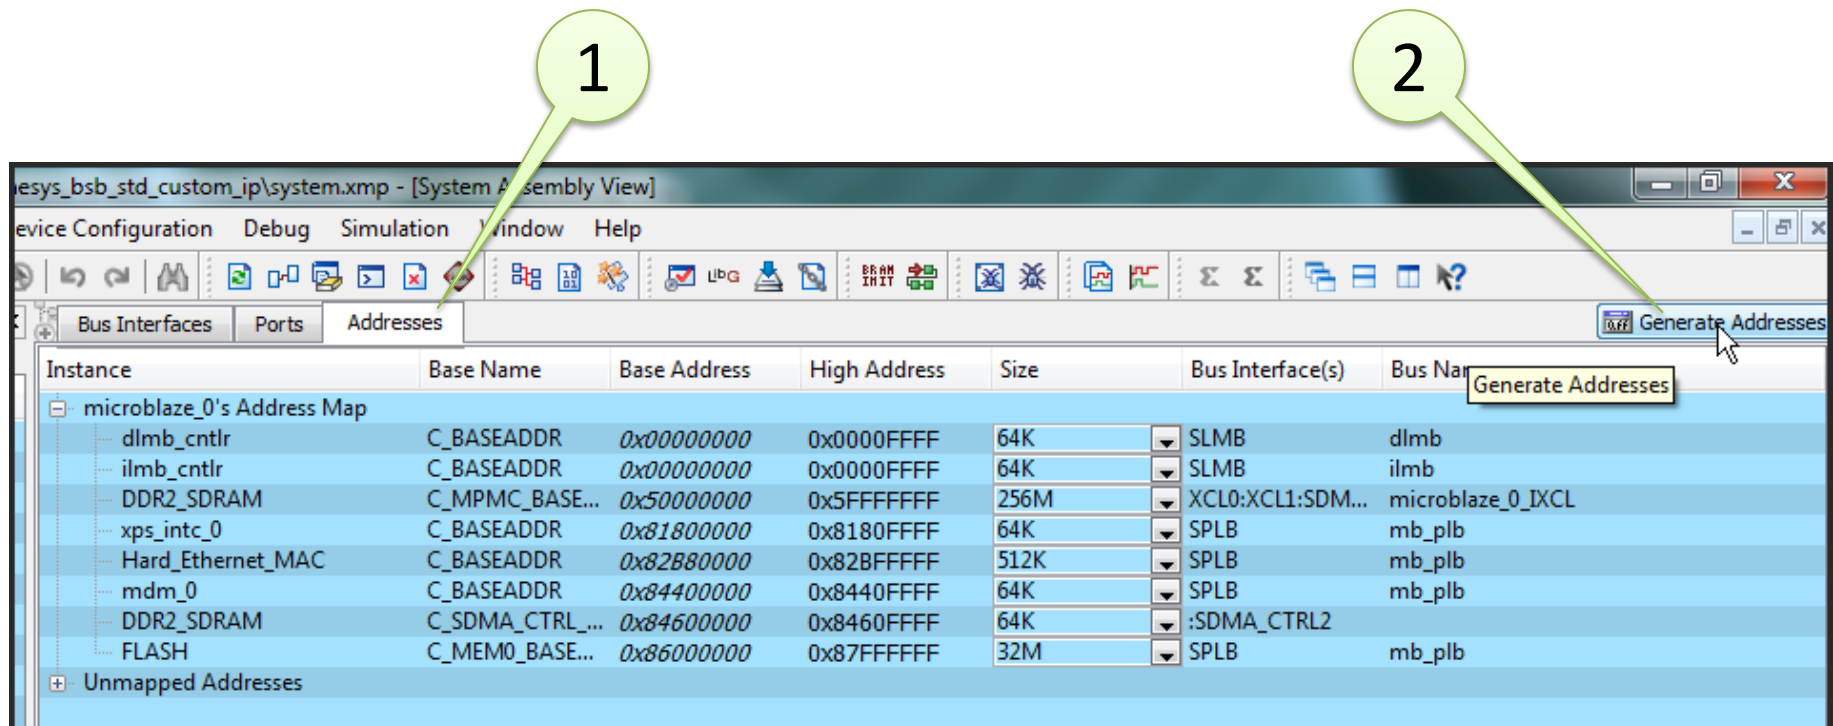 1
2
esys_bsb_std_custom_ip\system.xmp - [System Assembly View]
evice Configuration Debug Simulation Window Help
LibG BRAM INIT Σ Σ
Bus Interfaces Ports Addresses Generate Addresses
Instance Base Name Base Address High Address Size Bus Interface(s) Bus Nam
Generate Addresses
microblaze_0's Address Map
dlmb_cntlr C_BASEADDR 0x00000000 0x0000FFFF 64K SLMB dlmb
ilmb_cntlr C_BASEADDR 0x00000000 0x0000FFFF 64K SLMB ilmb
DDR2_SDRAM C_MPMC_BASE... 0x50000000 0x5FFFFFFF 256M XCL0:XCL1:SDM... microblaze_0_IXCL
xps_intc_0 C_BASEADDR 0x81800000 0x8180FFFF 64K SPLB mb_plb
Hard_Ethernet_MAC C_BASEADDR 0x82B80000 0x82BFFFFF 512K SPLB mb_plb
mdm_0 C_BASEADDR 0x84400000 0x8440FFFF 64K SPLB mb_plb
DDR2_SDRAM C_SDMA_CTRL_... 0x84600000 0x8460FFFF 64K :SDMA_CTRL2
FLASH C_MEM0_BASE... 0x86000000 0x87FFFFFF 32M SPLB mb_plb
Unmapped Addresses